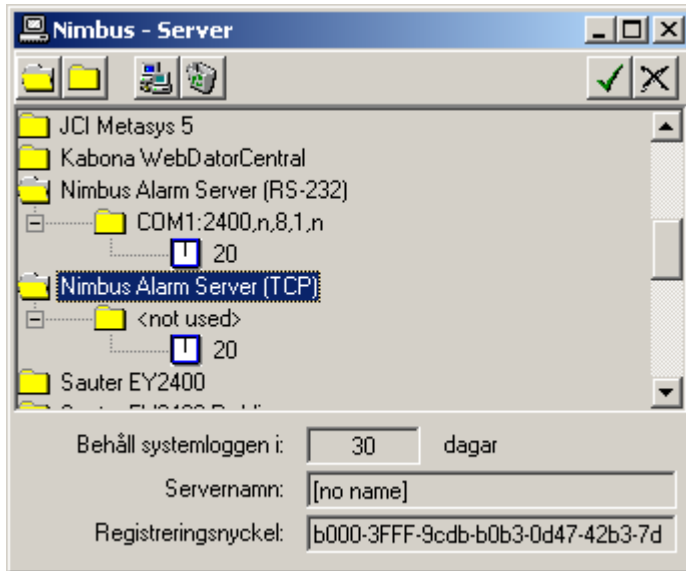 Nimbus - Server
JCI Metasys 5
Kabona WebDatorCentral
Nimbus Alarm Server (RS-232)
COM1:2400,n,8,1,n
20
Nimbus Alarm Server (TCP)
<not used>
20
Sauter EY2400
Behåll systemloggen i: 30 dagar
Servernamn: [no name]
Registreringsnyckel: b000-3FFF-9cdb-b0b3-0d47-42b3-7d